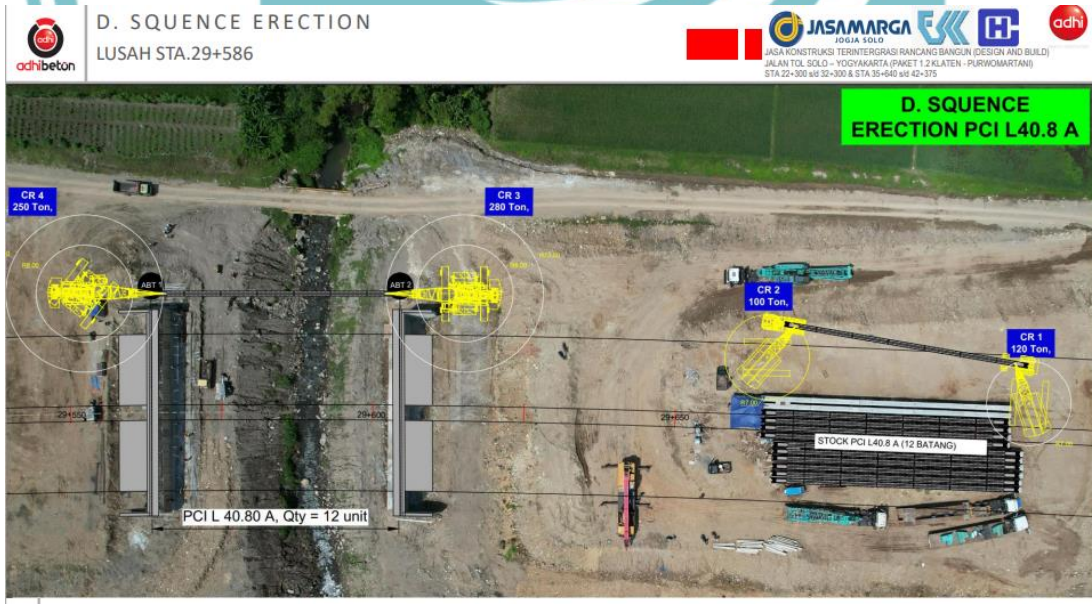 adhi
adhibeton
D. SQUENCE ERECTION
LUSAH STA.29+586
JASAMARGA
JOGJA SOLO
adhi
JASA KONSTRUKSI TERINTERGRASI RANCANG BANGUN (DESIGN AND BUILD)
JALAN TOL SOLO – YOGYAKARTA (PAKET 1.2 KLATEN - PURWOMARTANI)
STA 22+300 s/d 32+300 & STA 35+640 s/d 42+375
D. SQUENCE
ERECTION PCI L40.8 A
CR 4
250 Ton,
CR 3
280 Ton,
ABT 1
ABT 2
CR 2
100 Ton,
CR 1
120 Ton,
R7.00
29+550
29+600
29+650
STOCK PCI L40.8 A (12 BATANG)
PCI L 40.80 A, Qty = 12 unit